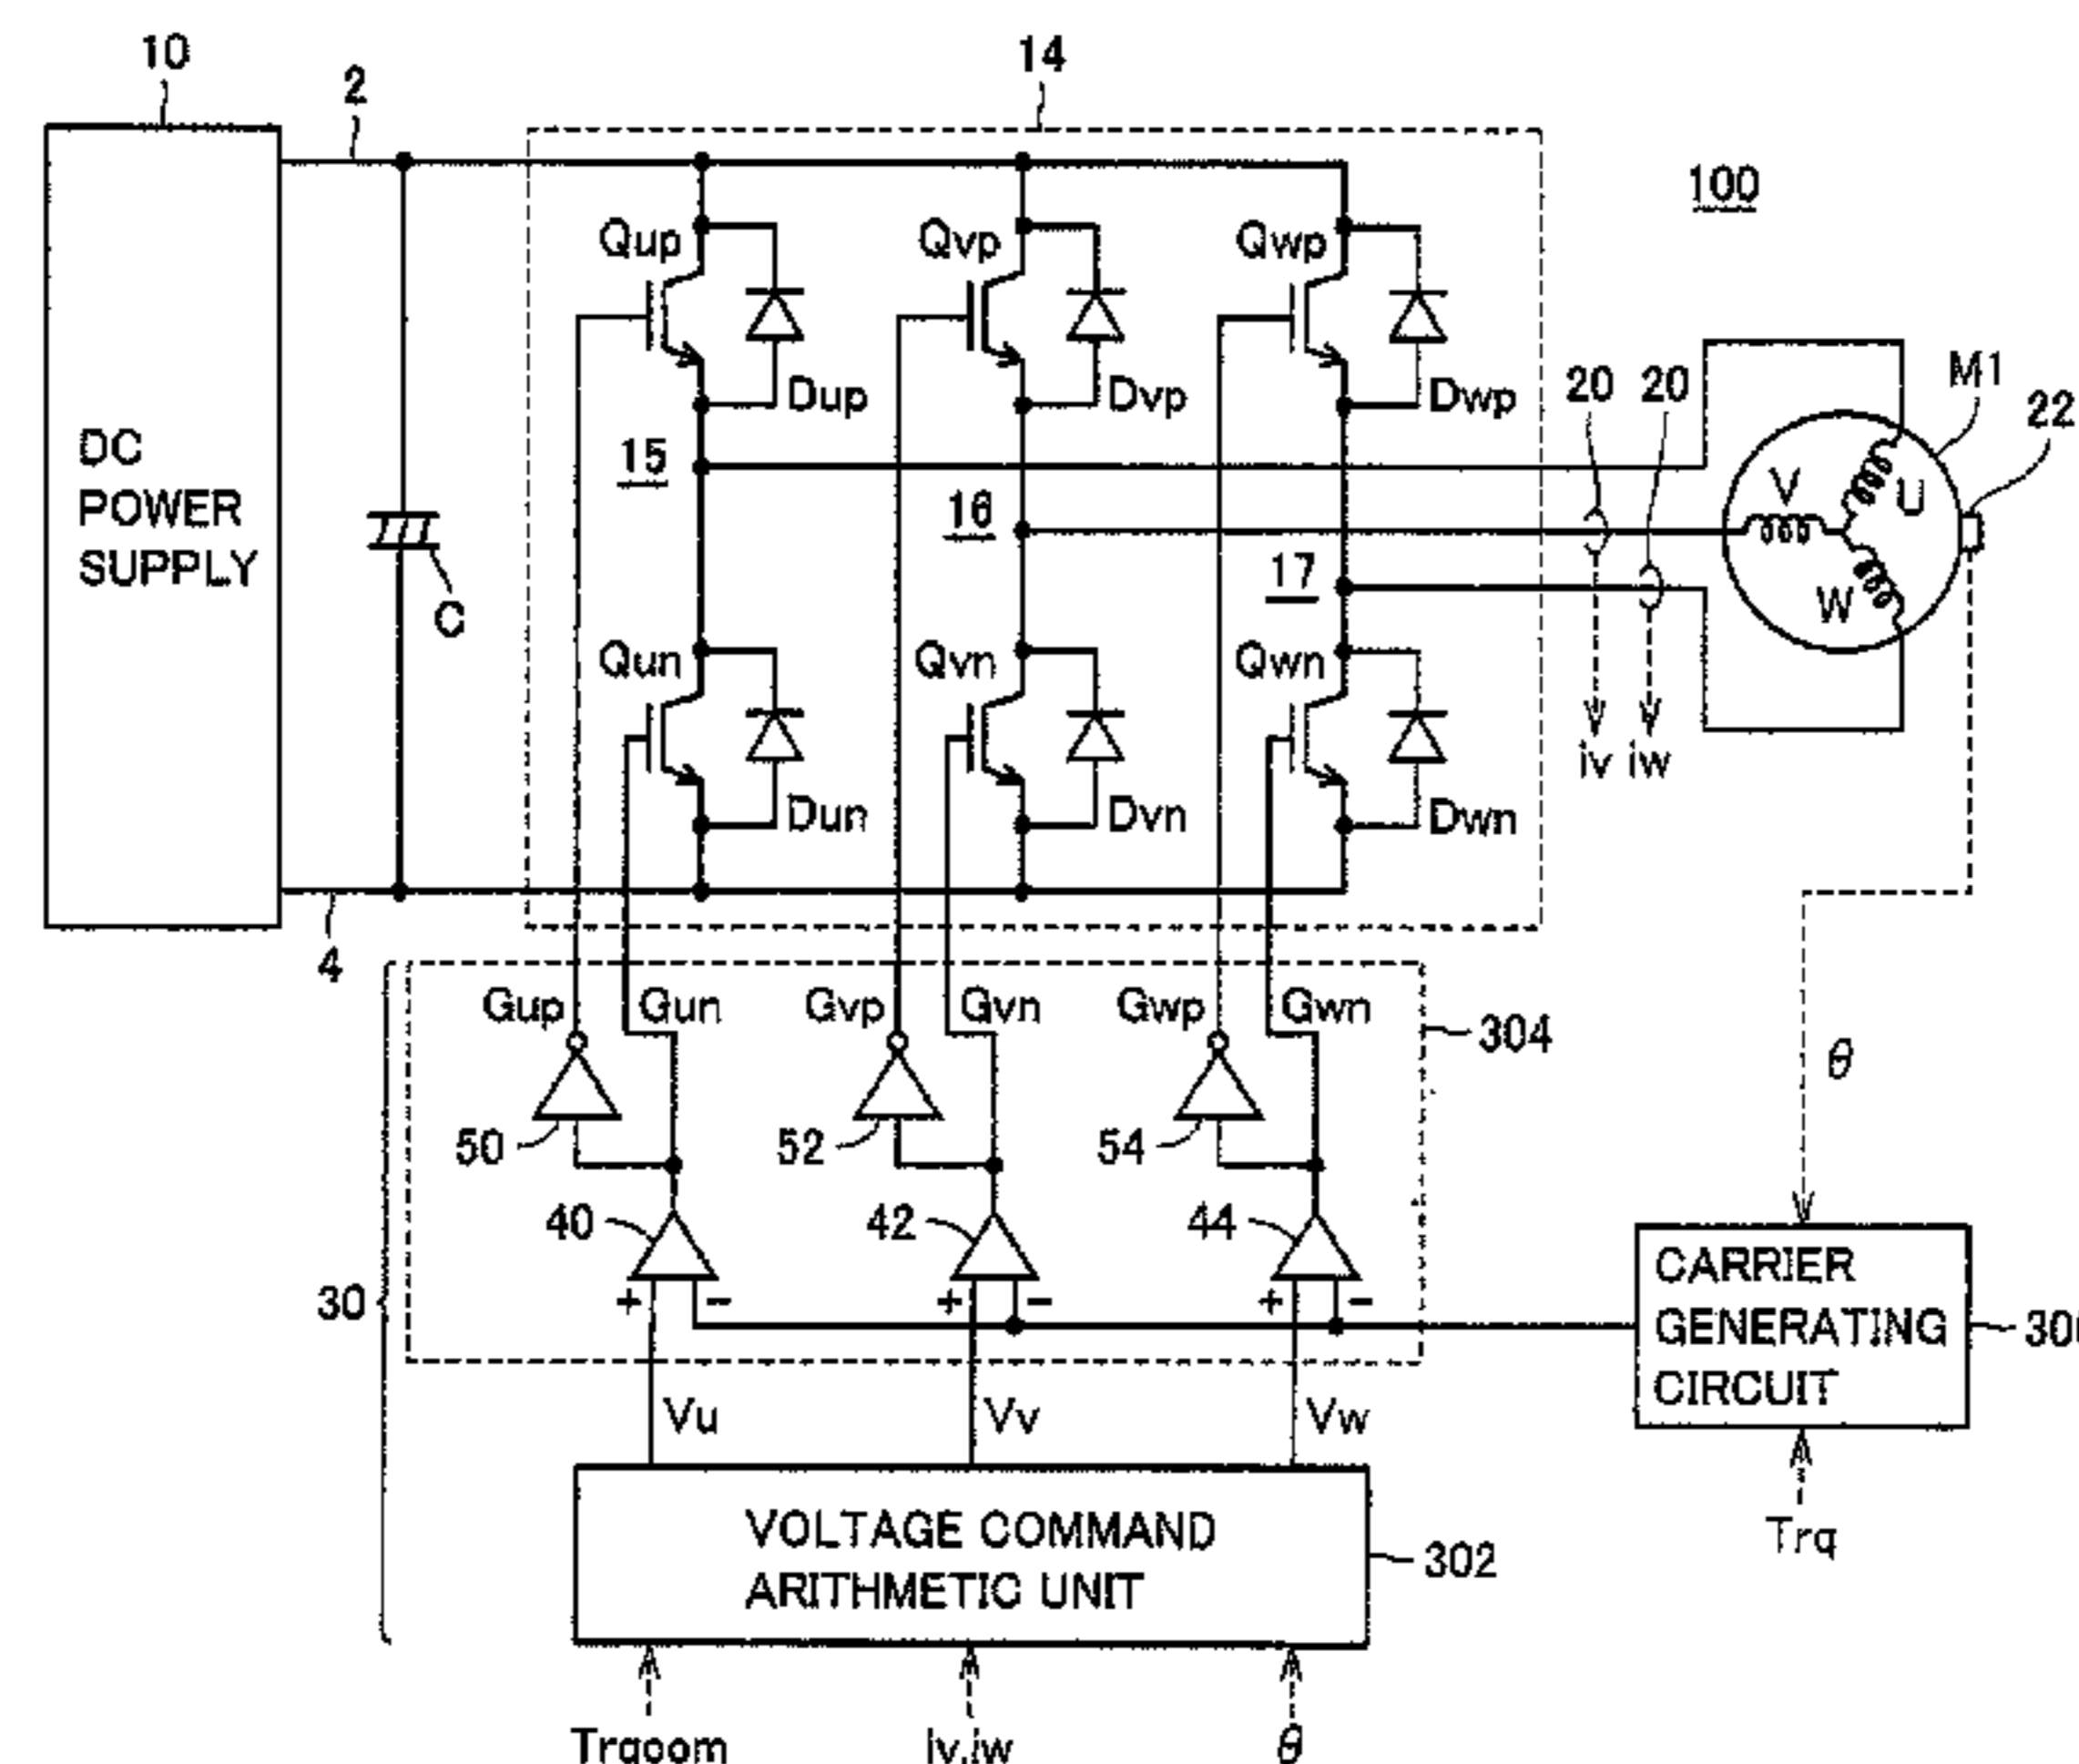 10
2
14
100
Qup
Qvp
Qwp
Dup
Dvp
Dwp
20
20
M1
22
DC
POWER
SUPPLY
15
16
17
V
U
W
C
Qun
Qvn
Qwn
iv
iw
Dun
Dvn
Dwn
4
Gup
Gun
Gvp
Gvn
Gwp
Gwn
304
θ
50
52
54
40
42
44
30
+
-
+
-
+
-
CARRIER
GENERATING
CIRCUIT
Vu
Vv
Vw
Trq
VOLTAGE COMMAND
ARITHMETIC UNIT
302
Trqcom
iv,iw
θ